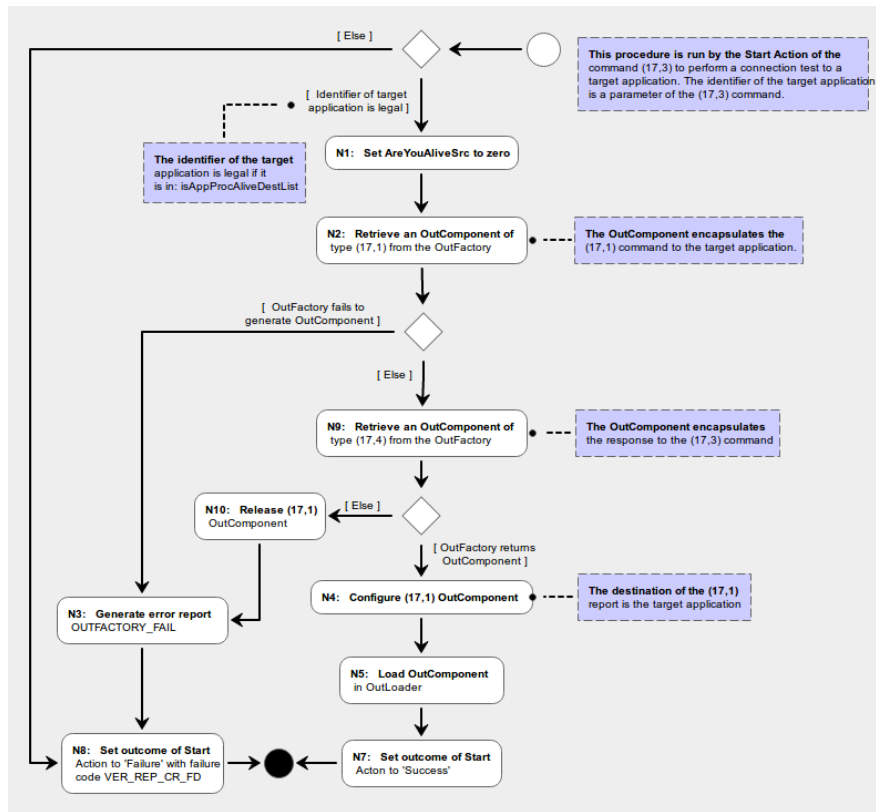 [ Else ]
This procedure is run by the Start Action of the
command (17,3) to perform a connection test to a
target application. The identifier of the target application
is a parameter of the (17,3) command.
[ Identifier of target
application is legal ]
The identifier of the target
application is legal if it
is in: isAppProcAliveDestList
N1: Set AreYouAliveSrc to zero
N2: Retrieve an OutComponent of
type (17,1) from the OutFactory
The OutComponent encapsulates the
(17,1) command to the target application.
[ OutFactory fails to
generate OutComponent ]
[ Else ]
N9: Retrieve an OutComponent of
type (17,4) from the OutFactory
The OutComponent encapsulates
the response to the (17,3) command
N10: Release (17,1)
OutComponent
[ Else ]
[ OutFactory returns
OutComponent ]
N4: Configure (17,1) OutComponent
The destination of the (17,1)
report is the target application
N3: Generate error report
OUTFACTORY_FAIL
N5: Load OutComponent
in OutLoader
N8: Set outcome of Start
Action to 'Failure' with failure
code VER_REP_CR_FD
N7: Set outcome of Start
Acton to 'Success'